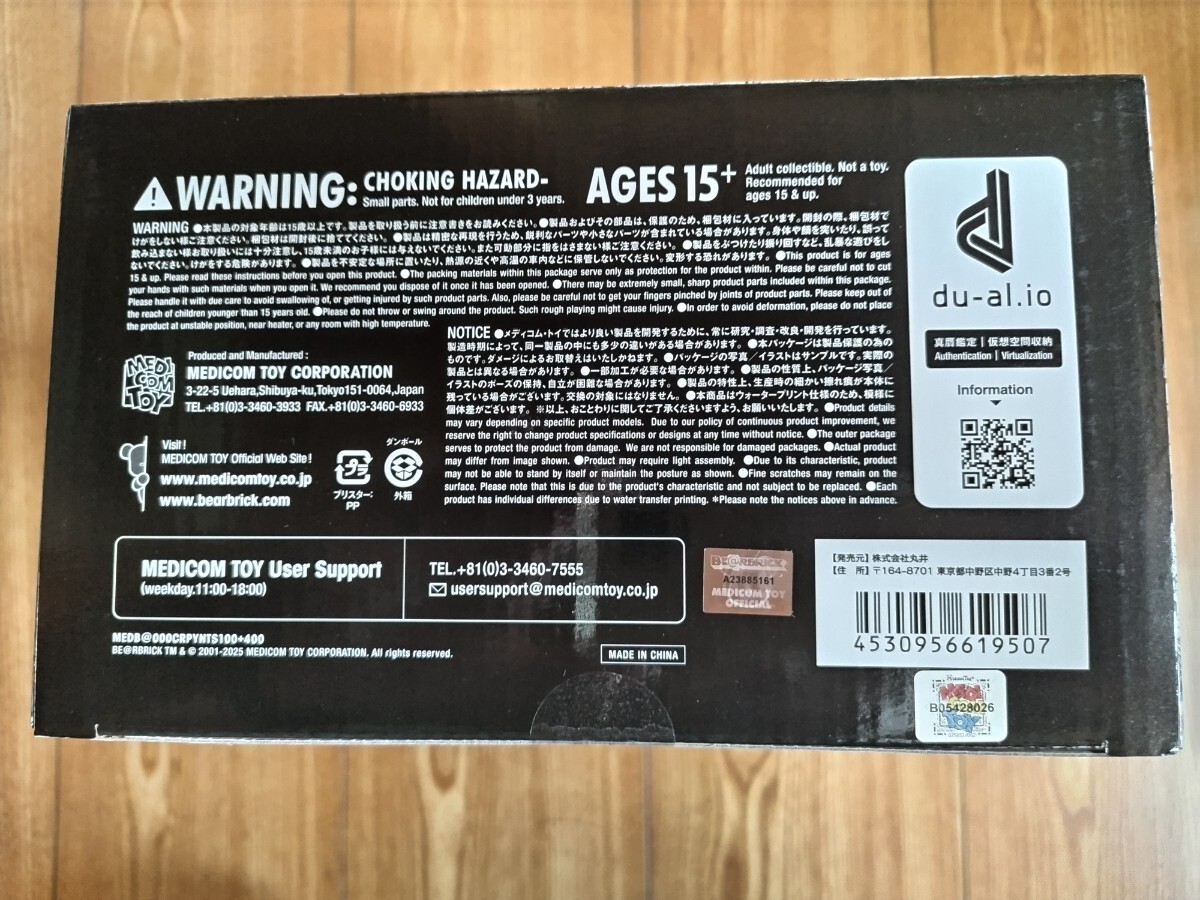 WARNING:
CHOKING HAZARD-
Small parts. Not for children under 3 years.
AGES 15+
Adult collectible. Not a toy.
Recommended for
ages 15 & up.
WARNING ●本製品の対象年齢は15歳以上です。製品を取り扱う前に注意書きをお読みください。●製品およびその部品は、保護のため、梱包材に入っています。開封の際、梱包材で
けがをしない様ご注意ください。梱包材は開封後に捨ててください。●製品は精密な再現を行うため、鋭利なパーツや小さなパーツが含まれている場合があります。身体や顔を突いたり、誤って
飲み込まない様お取り扱いには十分注意し、15歳未満のお子様には与えないでください。また可動部分に指をはさまない様ご注意ください。●製品をぶつけたり振り回すなど、乱暴な遊びをし
ないでください。けがをする危険があります。●製品を不安定な場所に置いたり、熱源の近くや高温の車内などに保管しないでください。変形する恐れがあります。●This product is for ages
15 & up. Please read these instructions before you open this product. ●The packing materials within this package serve only as protection for the product within. Please be careful not to cut
your hands with such materials when you open it. We recommend you dispose of it once it has been opened. ●There may be extremely small, sharp product parts included within this package.
Please handle it with due care to avoid swallowing of, or getting injured by such product parts. Also, please be careful not to get your fingers pinched by joints of product parts. Please keep out of
the reach of children younger than 15 years old. ●Please do not throw or swing around the product. Such rough playing might cause injury. ●In order to avoid deformation, please do not place
the product at unstable position, near heater, or any room with high temperature.
MEDI
COM
TOY
Produced and Manufactured :
MEDICOM TOY CORPORATION
3-22-5 Uehara,Shibuya-ku,Tokyo151-0064,Japan
TEL.+81(0)3-3460-3933 FAX.+81(0)3-3460-6933
Visit !
MEDICOM TOY Official Web Site !
www.medicomtoy.co.jp
www.bearbrick.com
プラ
ブリスター:
PP
ダンボール
外箱
NOTICE ●メディコム・トイではより良い製品を開発するために、常に研究・調査・改良・開発を行っています。
製造時期によって、同一製品の中にも多少の違いがある場合があります。●本パッケージは製品保護の為の
ものです。ダメージによるお取替えはいたしかねます。●パッケージの写真／イラストはサンプルです。実際の
製品とは異なる場合があります。●一部加工が必要な場合があります。●製品の性質上、パッケージ写真／
イラストのポーズの保持、自立が困難な場合があります。●製品の特性上、生産時の細かい擦れ痕が本体に
残っている場合がございます。交換の対象にはなりません。●本商品はウォータープリント仕様のため、模様に
個体差がございます。※以上、おことわりに関してご了承くださいますよう、お願いいたします。●Product details
may vary depending on specific product models. Due to our policy of continuous product improvement, we
reserve the right to change product specifications or designs at any time without notice. ●The outer package
serves to protect the product from damage. We are not responsible for damaged packages. ●Actual product
may differ from image shown. ●Product may require light assembly. ●Due to its characteristic, product
may not be able to stand by itself or maintain the posture as shown. ●Fine scratches may remain on the
surface. Please note that this is due to the product's characteristic and not subject to be replaced. ●Each
product has individual differences due to water transfer printing. *Please note the notices above in advance.
du-al.io
真贋鑑定｜仮想空間収納
Authentication | Virtualization
Information
MEDICOM TOY User Support
(weekday.11:00-18:00)
TEL.+81(0)3-3460-7555
usersupport@medicomtoy.co.jp
MEDB@000CRPYNTS100+400
BE@RBRICK TM & © 2001-2025 MEDICOM TOY CORPORATION. All rights reserved.
MADE IN CHINA
BE@RBRICK
A23885161
MEDICOM TOY
OFFICIAL
【発売元】株式会社丸井
【住　所】〒164-8701 東京都中野区中野4丁目3番2号
4530956619507
B05428026